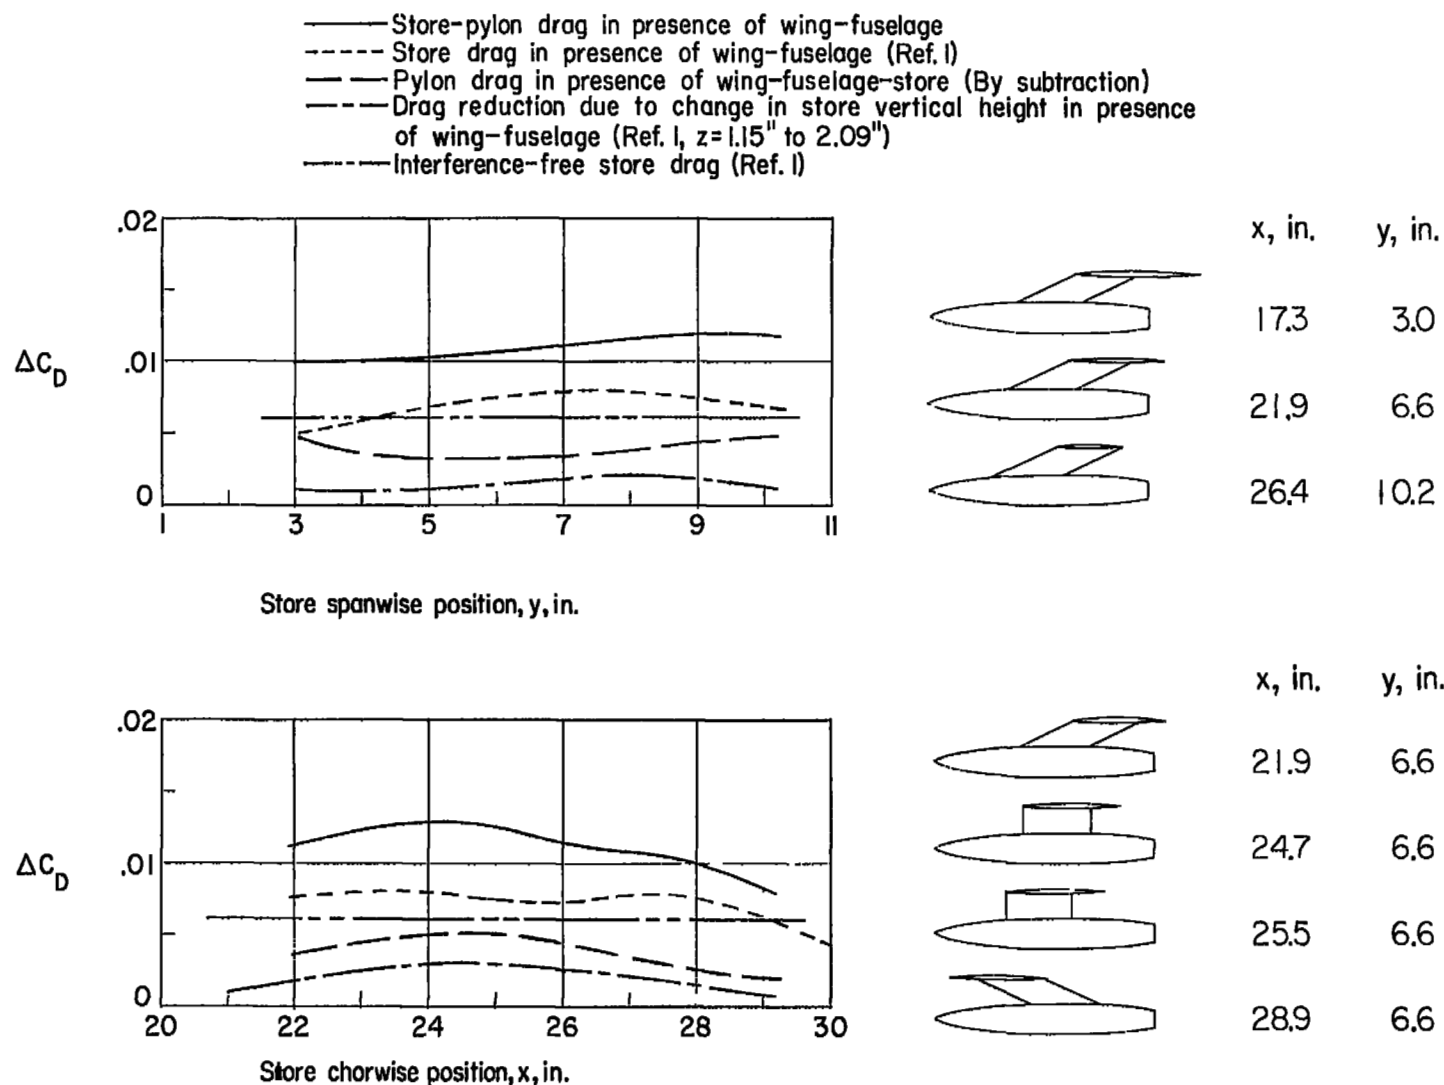 Store-pylon drag in presence of wing-fuselage
Store drag in presence of wing-fuselage (Ref. 1)
Pylon drag in presence of wing-fuselage-store (By subtraction)
Drag reduction due to change in store vertical height in presence
of wing-fuselage (Ref. 1, z=1.15" to 2.09")
Interference-free store drag (Ref. 1)
.02
.01
0
ΔC_D
1 3 5 7 9 11
Store spanwise position, y, in.
x, in. y, in.
17.3 3.0
21.9 6.6
26.4 10.2
.02
.01
0
ΔC_D
20 22 24 26 28 30
Store chorwise position, x, in.
x, in. y, in.
21.9 6.6
24.7 6.6
25.5 6.6
28.9 6.6